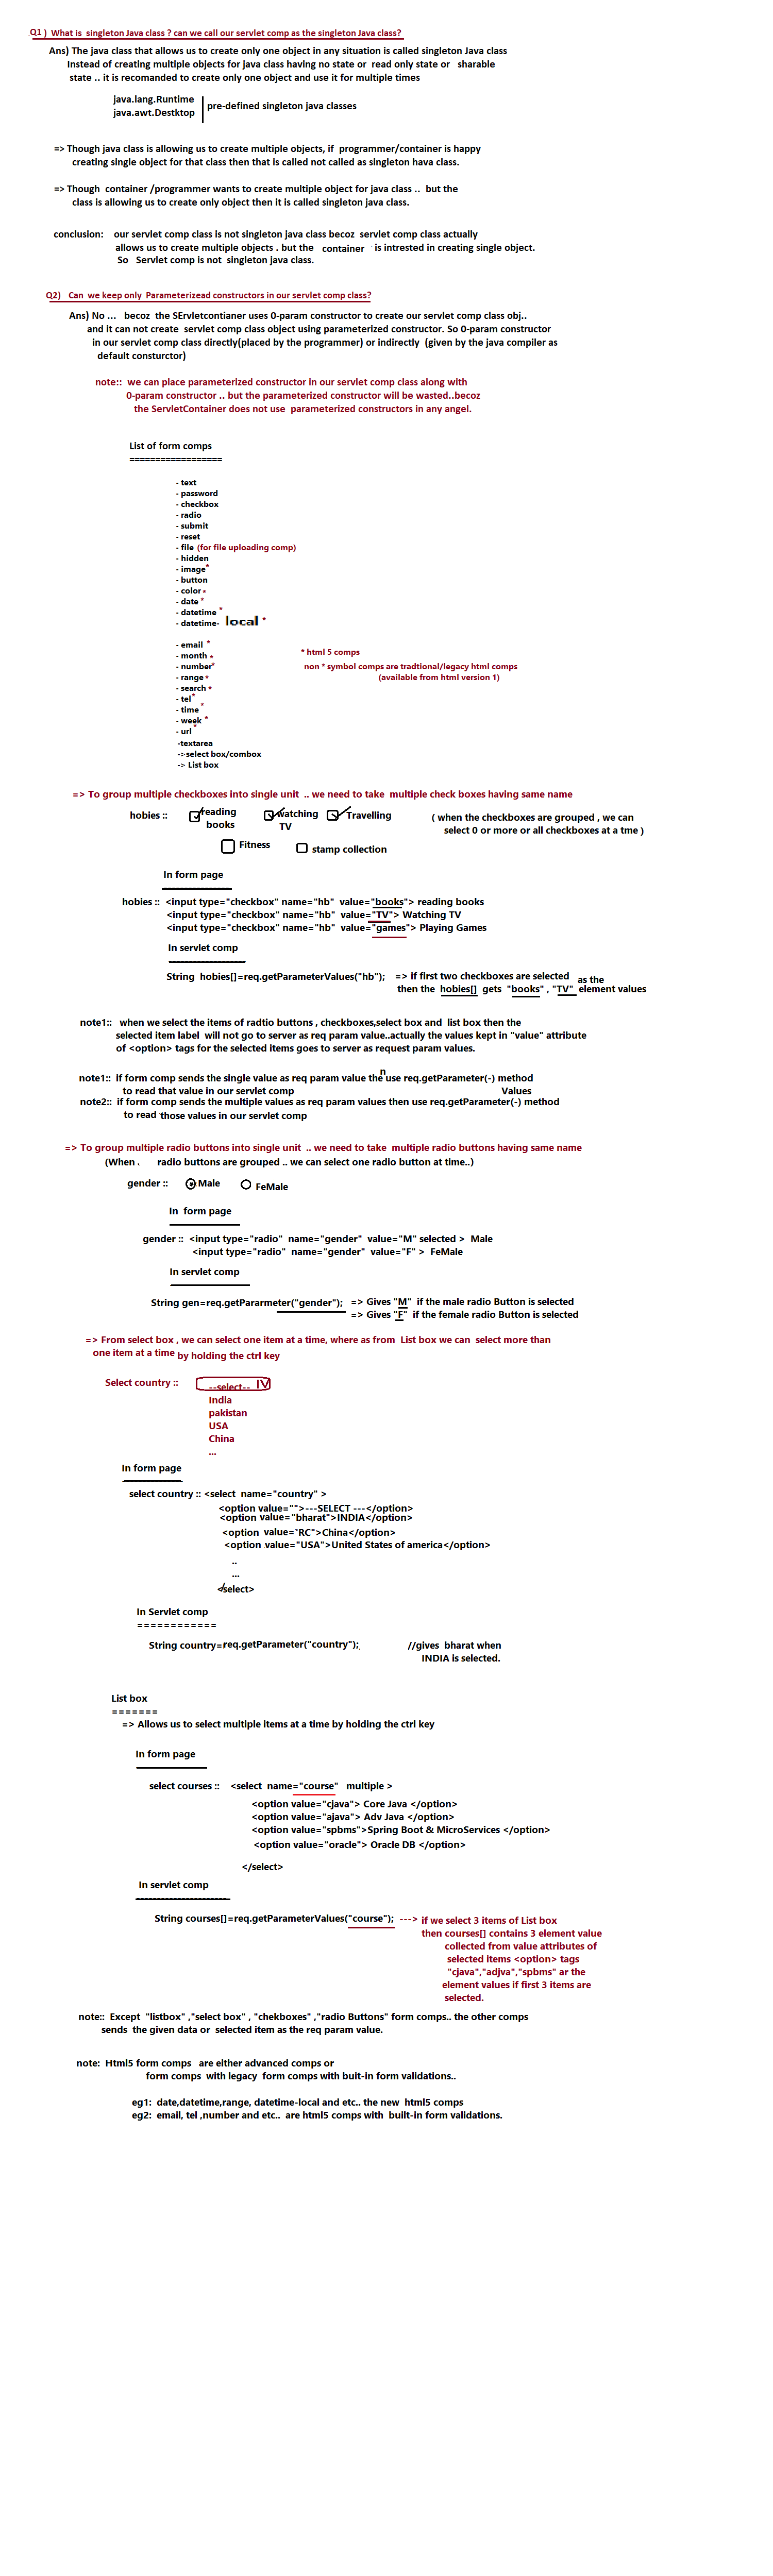 Q1 ) What is singleton Java class ? can we call our servlet comp as the singleton Java class?
Ans) The java class that allows us to create only one object in any situation is called singleton Java class
Instead of creating multiple objects for java class having no state or read only state or sharable
state .. it is recomanded to create only one object and use it for multiple times
java.lang.Runtime
java.awt.Destktop
pre-defined singleton java classes
=> Though java class is allowing us to create multiple objects, if programmer/container is happy
creating single object for that class then that is called not called as singleton hava class.
=> Though container /programmer wants to create multiple object for java class .. but the
class is allowing us to create only object then it is called singleton java class.
conclusion: our servlet comp class is not singleton java class becoz servlet comp class actually
allows us to create multiple objects . but the container is intrested in creating single object.
So Servlet comp is not singleton java class.
Q2) Can we keep only Parameterizead constructors in our servlet comp class?
Ans) No ... becoz the SErvletcontianer uses 0-param constructor to create our servlet comp class obj..
and it can not create servlet comp class object using parameterized constructor. So 0-param constructor
in our servlet comp class directly(placed by the programmer) or indirectly (given by the java compiler as
default consturctor)
note:: we can place parameterized constructor in our servlet comp class along with
0-param constructor .. but the parameterized constructor will be wasted..becoz
the ServletContainer does not use parameterized constructors in any angel.
List of form comps
==================
- text
- password
- checkbox
- radio
- submit
- reset
- file (for file uploading comp)
- hidden
- image*
- button
- color*
- date *
- datetime *
- datetime- local *
- email *
- month *
* html 5 comps
- number*
non * symbol comps are tradtional/legacy html comps
- range*
(available from html version 1)
- search*
- tel*
- time *
- week *
- url *
-textarea
->select box/combox
-> List box
=> To group multiple checkboxes into single unit .. we need to take multiple check boxes having same name
hobies :: reading books watching TV Travelling
( when the checkboxes are grouped , we can
select 0 or more or all checkboxes at a tme )
Fitness stamp collection
In form page
hobies :: <input type="checkbox" name="hb" value="books"> reading books
<input type="checkbox" name="hb" value="TV"> Watching TV
<input type="checkbox" name="hb" value="games"> Playing Games
In servlet comp
String hobies[]=req.getParameterValues("hb"); => if first two checkboxes are selected as the
then the hobies[] gets "books" , "TV" element values
note1:: when we select the items of radtio buttons , checkboxes,select box and list box then the
selected item label will not go to server as req param value..actually the values kept in "value" attribute
of <option> tags for the selected items goes to server as request param values.
note1:: if form comp sends the single value as req param value then use req.getParameter(-) method
to read that value in our servlet comp
Values
note2:: if form comp sends the multiple values as req param values then use req.getParameter(-) method
to read those values in our servlet comp
=> To group multiple radio buttons into single unit .. we need to take multiple radio buttons having same name
(When . radio buttons are grouped .. we can select one radio button at time..)
gender :: Male FeMale
In form page
gender :: <input type="radio" name="gender" value="M" selected > Male
<input type="radio" name="gender" value="F" > FeMale
In servlet comp
String gen=req.getPararmeter("gender"); => Gives "M" if the male radio Button is selected
=> Gives "F" if the female radio Button is selected
=> From select box , we can select one item at a time, where as from List box we can select more than
one item at a time by holding the ctrl key
Select country :: --select--
India
pakistan
USA
China
...
In form page
select country :: <select name="country" >
<option value="">---SELECT ---</option>
<option value="bharat">INDIA</option>
<option value="RC">China</option>
<option value="USA">United States of america</option>
..
...
</select>
In Servlet comp
============
String country=req.getParameter("country"); //gives bharat when
INDIA is selected.
List box
=======
=> Allows us to select multiple items at a time by holding the ctrl key
In form page
select courses :: <select name="course" multiple >
<option value="cjava"> Core Java </option>
<option value="ajava"> Adv Java </option>
<option value="spbms">Spring Boot & MicroServices </option>
<option value="oracle"> Oracle DB </option>
</select>
In servlet comp
String courses[]=req.getParameterValues("course"); ---> if we select 3 items of List box
then courses[] contains 3 element value
collected from value attributes of
selected items <option> tags
"cjava","adjva","spbms" ar the
element values if first 3 items are
selected.
note:: Except "listbox" ,"select box" , "chekboxes" ,"radio Buttons" form comps.. the other comps
sends the given data or selected item as the req param value.
note: Html5 form comps are either advanced comps or
form comps with legacy form comps with buit-in form validations..
eg1: date,datetime,range, datetime-local and etc.. the new html5 comps
eg2: email, tel ,number and etc.. are html5 comps with built-in form validations.